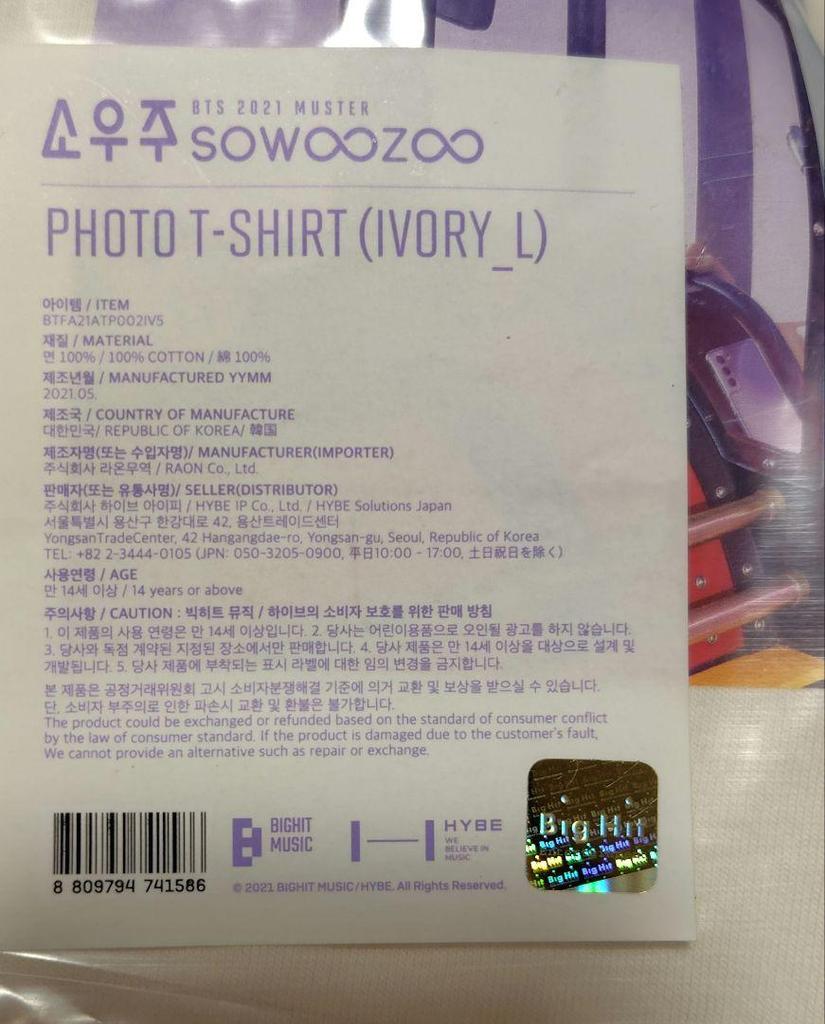 소우주 BTS 2021 MUSTER
SOWOOZOO
PHOTO T-SHIRT (IVORY_L)
아이템 / ITEM
BTFA21ATP002IV5
재질 / MATERIAL
면 100% / 100% COTTON / 綿 100%
제조년월 / MANUFACTURED YYMM
2021.05.
제조국 / COUNTRY OF MANUFACTURE
대한민국/ REPUBLIC OF KOREA/ 韓国
제조자명(또는 수입자명)/ MANUFACTURER(IMPORTER)
주식회사 라온무역 / RAON Co., Ltd.
판매자(또는 유통사명)/ SELLER(DISTRIBUTOR)
주식회사 하이브 아이피 / HYBE IP Co., Ltd. / HYBE Solutions Japan
서울특별시 용산구 한강대로 42, 용산트레이드센터
YongsanTradeCenter, 42 Hangangdae-ro, Yongsan-gu, Seoul, Republic of Korea
TEL: +82 2-3444-0105 (JPN: 050-3205-0900, 平日10:00 - 17:00, 土日祝日を除く)
사용연령 / AGE
만 14세 이상 / 14 years or above
주의사항 / CAUTION : 빅히트 뮤직 / 하이브의 소비자 보호를 위한 판매 방침
1. 이 제품의 사용 연령은 만 14세 이상입니다. 2. 당사는 어린이용품으로 오인될 광고를 하지 않습니다.
3. 당사와 독점 계약된 지정된 장소에서만 판매합니다. 4. 당사 제품은 만 14세 이상을 대상으로 설계 및
개발됩니다. 5. 당사 제품에 부착되는 표시 라벨에 대한 임의 변경을 금지합니다.
본 제품은 공정거래위원회 고시 소비자분쟁해결 기준에 의거 교환 및 보상을 받으실 수 있습니다.
단, 소비자 부주의로 인한 파손시 교환 및 환불은 불가합니다.
The product could be exchanged or refunded based on the standard of consumer conflict
by the law of consumer standard. If the product is damaged due to the customer's fault,
We cannot provide an alternative such as repair or exchange.
8 809794 741586
BIGHIT
MUSIC
HYBE
WE
BELIEVE IN
MUSIC
© 2021 BIGHIT MUSIC/HYBE. All Rights Reserved.
Big Hit
Big Hit Big Hit Big Hit
Big Hit Big Hit